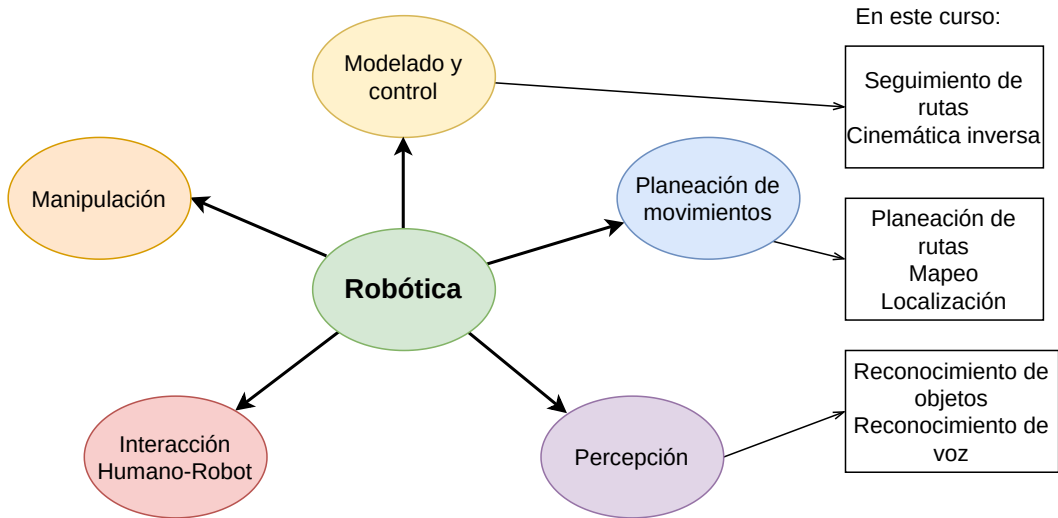 En este curso:
Modelado y
control
Seguimiento de
rutas
Cinemática inversa
Manipulación
Planeación de
movimientos
Planeación de
rutas
Mapeo
Localización
Robótica
Interacción
Humano-Robot
Percepción
Reconocimiento de
objetos
Reconocimiento de
voz